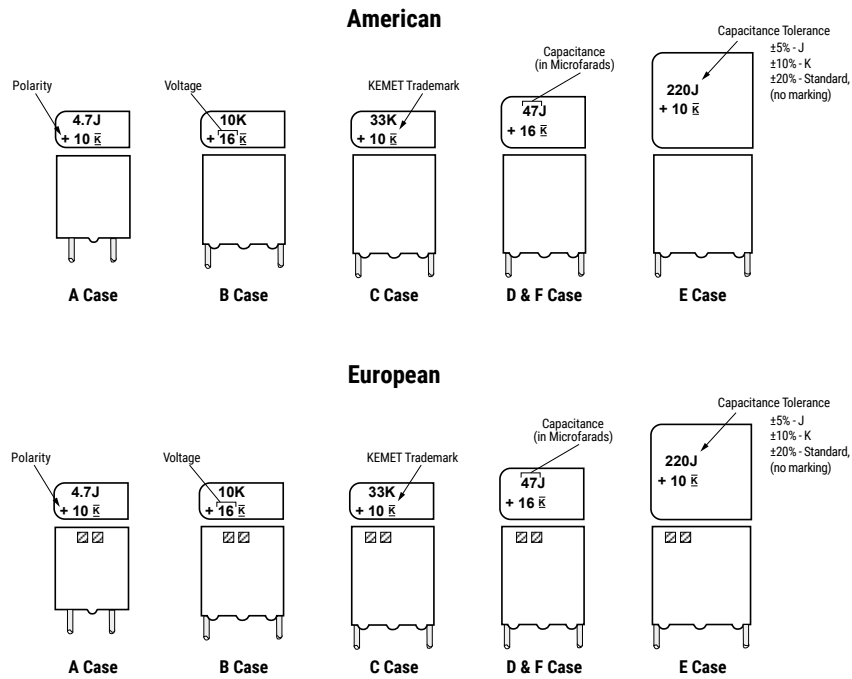 American
Capacitance Tolerance
±5% - J
±10% - K
±20% - Standard,
(no marking)
Capacitance
(in Microfarads)
Polarity
Voltage
KEMET Trademark
4.7J
+ 10 K
10K
+ 16 K
33K
+ 10 K
47J
+ 16 K
220J
+ 10 K
A Case
B Case
C Case
D & F Case
E Case
European
Capacitance Tolerance
±5% - J
±10% - K
±20% - Standard,
(no marking)
Capacitance
(in Microfarads)
Polarity
Voltage
KEMET Trademark
4.7J
+ 10 K
10K
+ 16 K
33K
+ 10 K
47J
+ 16 K
220J
+ 10 K
A Case
B Case
C Case
D & F Case
E Case